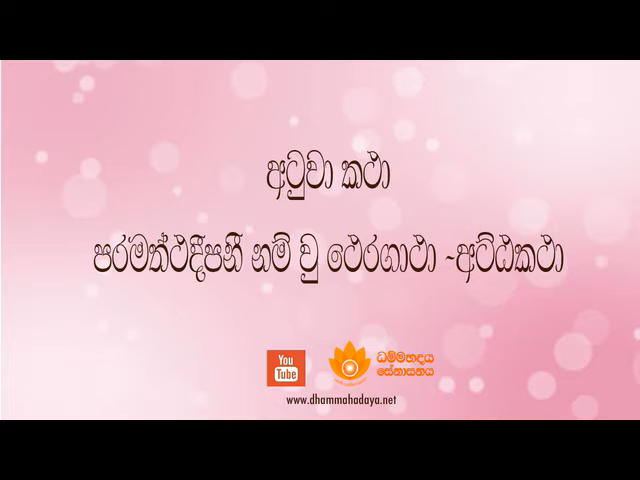 අටුවා කථා
පරමත්ථදීපනී නම් වු ථෙරගාථා -අට්ඨකථා
You
Tube
ධම්මහදය
සේනාසනය
www.dhammahadaya.net